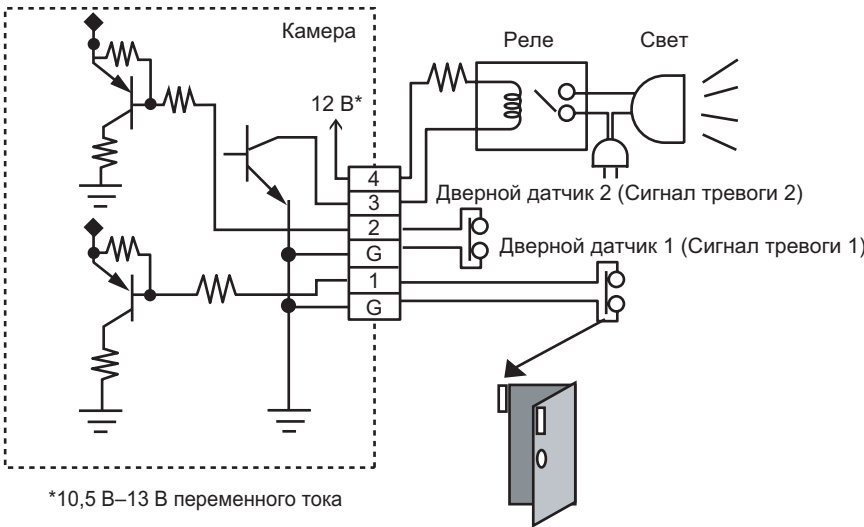 Камера
Реле
Свет
12 В*
4
3
2
G
1
G
Дверной датчик 2 (Сигнал тревоги 2)
Дверной датчик 1 (Сигнал тревоги 1)
*10,5 В–13 В переменного тока